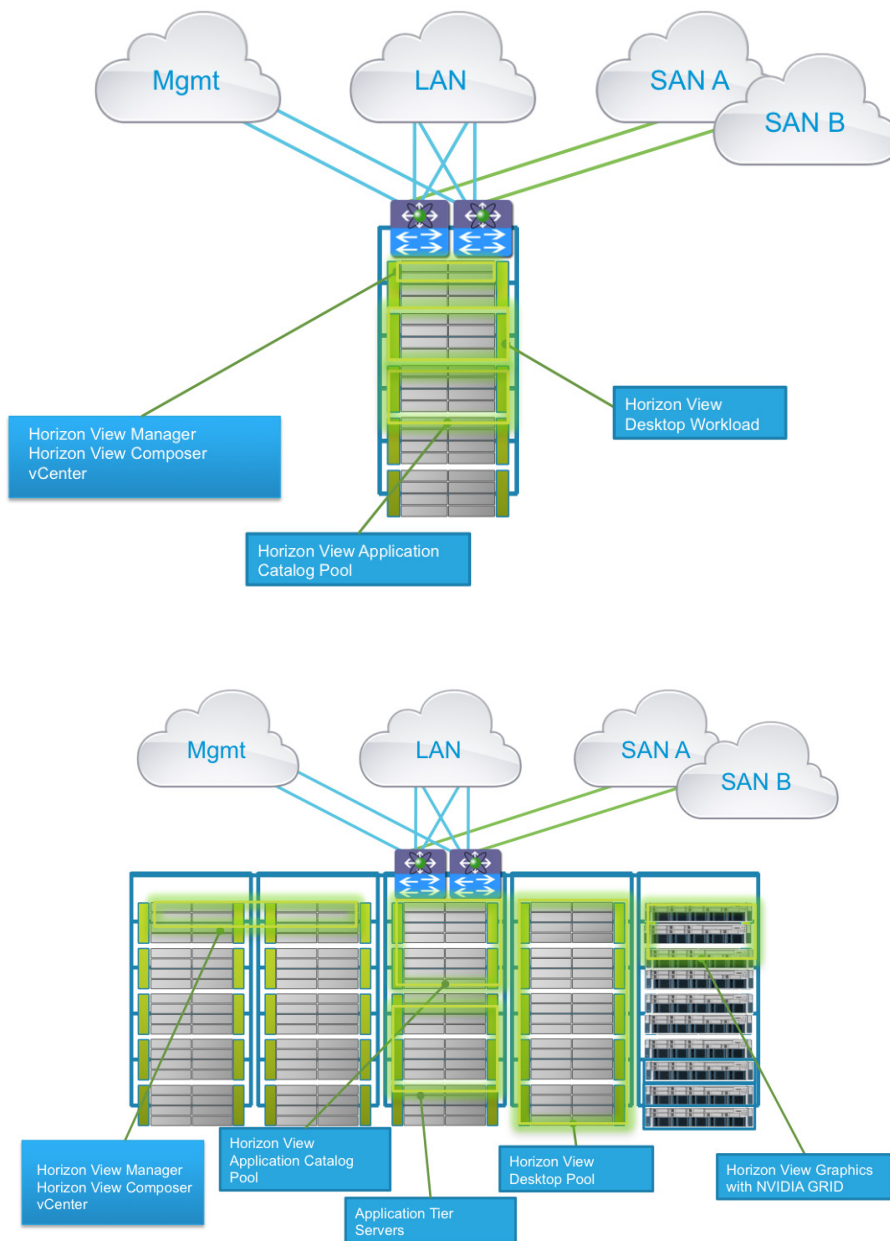 Mgmt
LAN
SAN A
SAN B
Horizon View Manager
Horizon View Composer
vCenter
Horizon View
Desktop Workload
Horizon View Application
Catalog Pool
Mgmt
LAN
SAN A
SAN B
Horizon View Manager
Horizon View Composer
vCenter
Horizon View
Application Catalog
Pool
Application Tier
Servers
Horizon View
Desktop Pool
Horizon View Graphics
with NVIDIA GRID